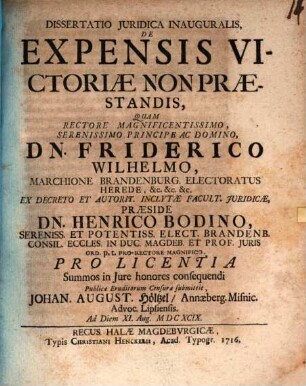 DISSERTATIO JURIDICA INAUGURALIS,
DE
EXPENSIS VI-
CTORIÆ NON PRÆ-
STANDIS,
QUAM
RECTORE MAGNIFICENTISSIMO,
SERENISSIMO PRINCIPE AC DOMINO,
DN. FRIDERICO
WILHELMO,
MARCHIONE BRANDENBURG. ELECTORATUS
HEREDE, &c. &c. &c.
EX DECRETO ET AUTORIT. INCLYTÆ FACULT. JURIDICÆ,
PRÆSIDE
DN. HENRICO BODINO,
SERENISS. ET POTENTISS. ELECT. BRANDENB.
CONSIL. ECCLES. IN DUC. MAGDEB. ET PROF. JURIS
ORD. p. t. PRO-RECTORE MAGNIFICO,
PRO LICENTIA
Summos in Jure honores consequendi
Publicæ Eruditorum Censuræ submittit,
JOHAN. AUGUST. Höltzel/ Annæberg. Misnic.
Advoc. Lipsiensis.
Ad Diem XI. Aug. MDCXCIX.
RECUS. HALÆ MAGDEBVRGICÆ,
Typis CHRISTIANI HENCKELII, Acad. Typogr. 1716.